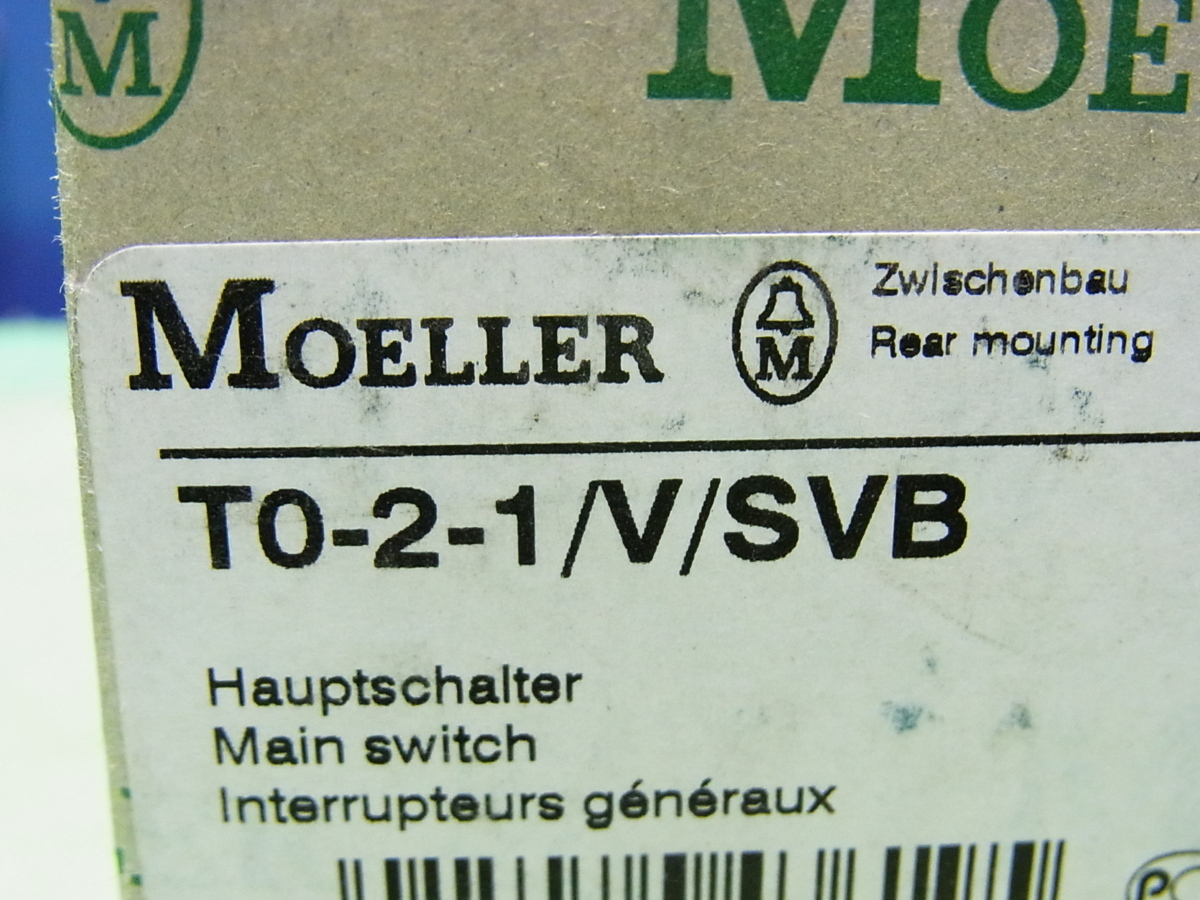 M
MOE
MOELLER
M
Zwischenbau
Rear mounting
T0-2-1/V/SVB
Hauptschalter
Main switch
Interrupteurs généraux